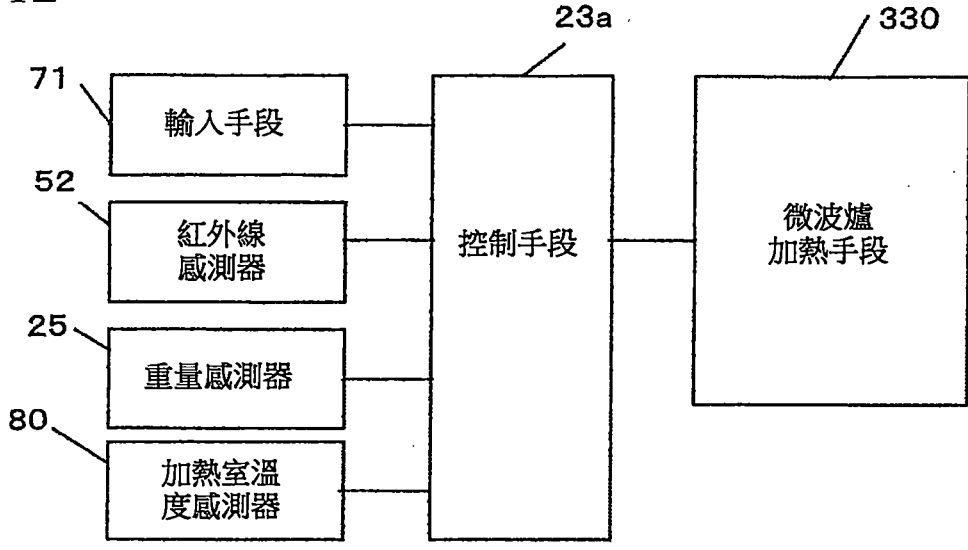 23a
330
71
輸入手段
52
紅外線
感測器
控制手段
微波爐
加熱手段
25
重量感測器
80
加熱室溫
度感測器